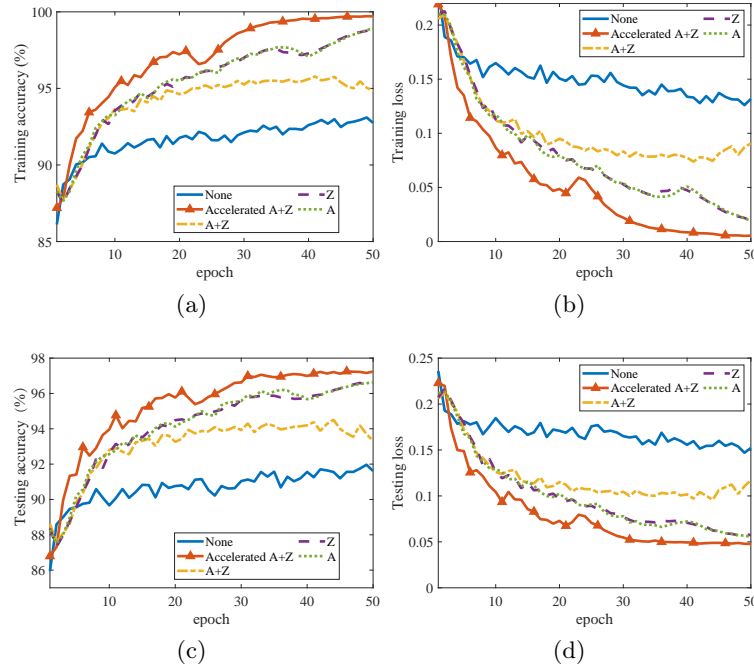 Training accuracy (%)
95
90
85
None
Accelerated A+Z
A+Z
Z
A
10
20
30
40
50
epoch
(a)
Training loss
0.2
0.15
0.1
0.05
0
None
Accelerated A+Z
A+Z
Z
A
10
20
30
40
50
epoch
(b)
Testing accuracy (%)
98
96
94
92
90
88
86
None
Accelerated A+Z
A+Z
Z
A
10
20
30
40
50
epoch
(c)
Testing loss
0.25
0.2
0.15
0.1
0.05
0
None
Accelerated A+Z
A+Z
Z
A
10
20
30
40
50
epoch
(d)